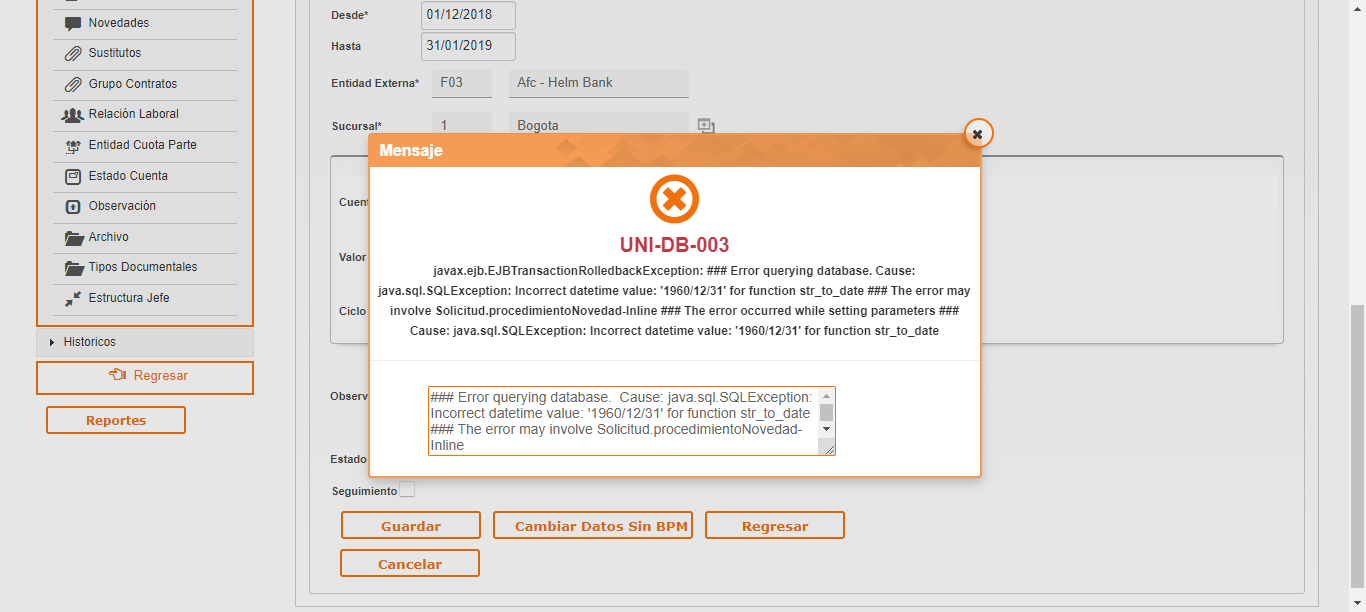 Novedades
Sustitutos
Grupo Contratos
Relación Laboral
Entidad Cuota Parte
Estado Cuenta
Observación
Archivo
Tipos Documentales
Estructura Jefe
Historicos
Regresar
Reportes
Desde* 01/12/2018
Hasta 31/01/2019
Entidad Externa* F03 Afc - Helm Bank
Sucursal* 1 Bogota
Mensaje
UNI-DB-003
javax.ejb.EJBTransactionRolledbackException: ### Error querying database. Cause:
java.sql.SQLException: Incorrect datetime value: '1960/12/31' for function str_to_date ### The error may
involve Solicitud.procedimientoNovedad-Inline ### The error occurred while setting parameters ###
Cause: java.sql.SQLException: Incorrect datetime value: '1960/12/31' for function str_to_date
### Error querying database.  Cause: java.sql.SQLException:
Incorrect datetime value: '1960/12/31' for function str_to_date
### The error may involve Solicitud.procedimientoNovedad-
Inline
Cuent
Valor
Ciclo
Observ
Estado
Seguimiento
Guardar Cambiar Datos Sin BPM Regresar
Cancelar